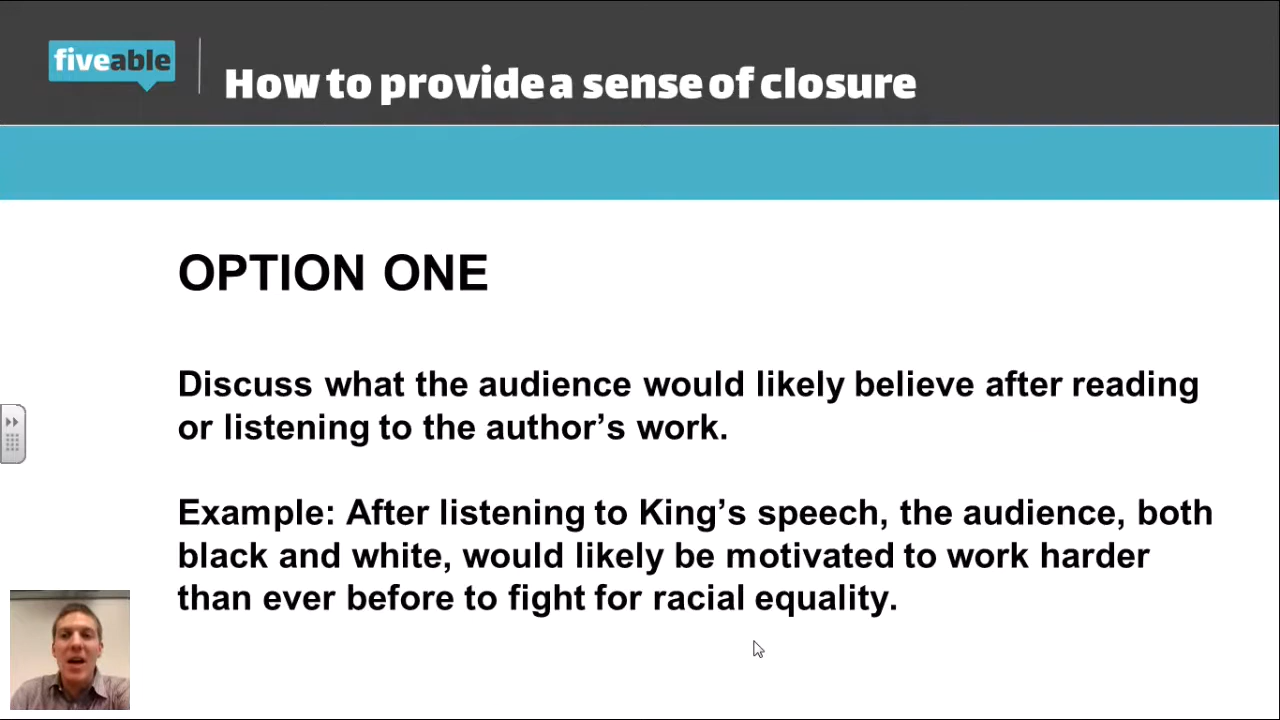 fiveable
How to provide a sense of closure
OPTION ONE
Discuss what the audience would likely believe after reading
or listening to the author’s work.
Example: After listening to King’s speech, the audience, both
black and white, would likely be motivated to work harder
than ever before to fight for racial equality.